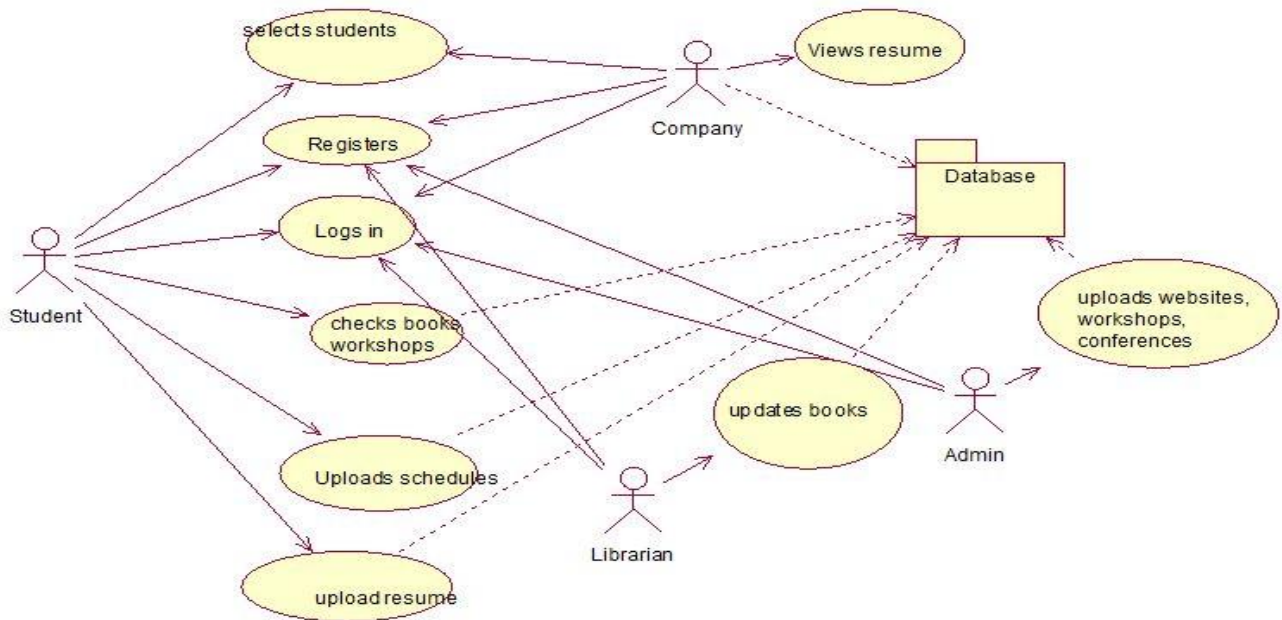 selects students
Views resume
Company
Registers
Database
Logs in
Student
checks books
workshops
uploads websites,
workshops,
conferences
updates books
Admin
Uploads schedules
Librarian
upload resume